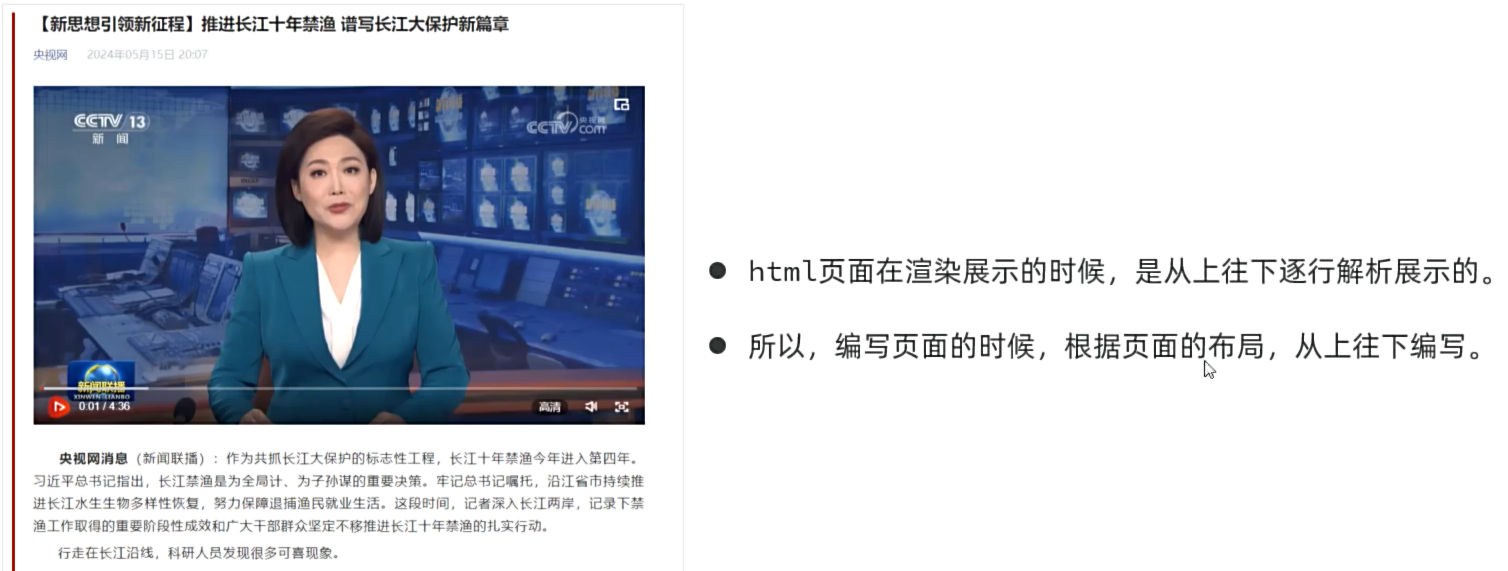 【新思想引领新征程】推进长江十年禁渔 谱写长江大保护新篇章
央视网 2024年05月15日 20:07
CCTV 13
新闻
央视网
CCTV.com
新闻联播
XINWEN LIANBO
0:01 / 4:36
高清
央视网消息（新闻联播）：作为共抓长江大保护的标志性工程，长江十年禁渔今年进入第四年。
习近平总书记指出，长江禁渔是为全局计、为子孙谋的重要决策。牢记总书记嘱托，沿江省市持续推
进长江水生生物多样性恢复，努力保障退捕渔民就业生活。这段时间，记者深入长江两岸，记录下禁
渔工作取得的重要阶段性成效和广大干部群众坚定不移推进长江十年禁渔的扎实行动。
行走在长江沿线，科研人员发现很多可喜现象。
● html页面在渲染展示的时候，是从上往下逐行解析展示的。
● 所以，编写页面的时候，根据页面的布局，从上往下编写。